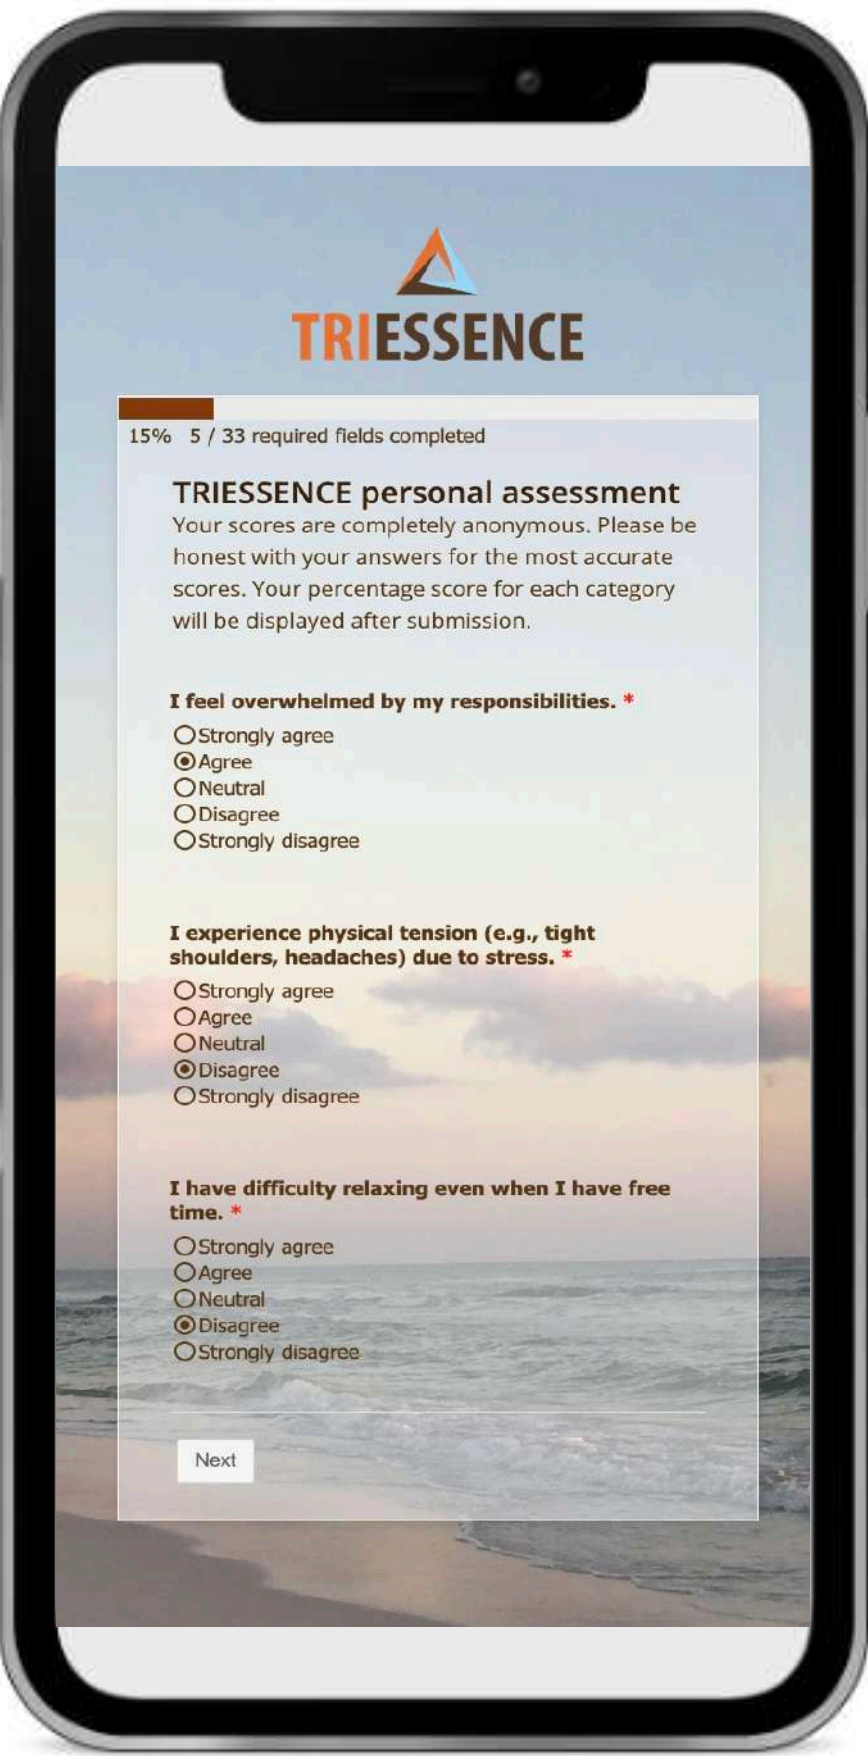 TRIESSENCE
15% 5 / 33 required fields completed
TRIESSENCE personal assessment
Your scores are completely anonymous. Please be
honest with your answers for the most accurate
scores. Your percentage score for each category
will be displayed after submission.
I feel overwhelmed by my responsibilities. *
Strongly agree
Agree
Neutral
Disagree
Strongly disagree
I experience physical tension (e.g., tight
shoulders, headaches) due to stress. *
Strongly agree
Agree
Neutral
Disagree
Strongly disagree
I have difficulty relaxing even when I have free
time. *
Strongly agree
Agree
Neutral
Disagree
Strongly disagree
Next